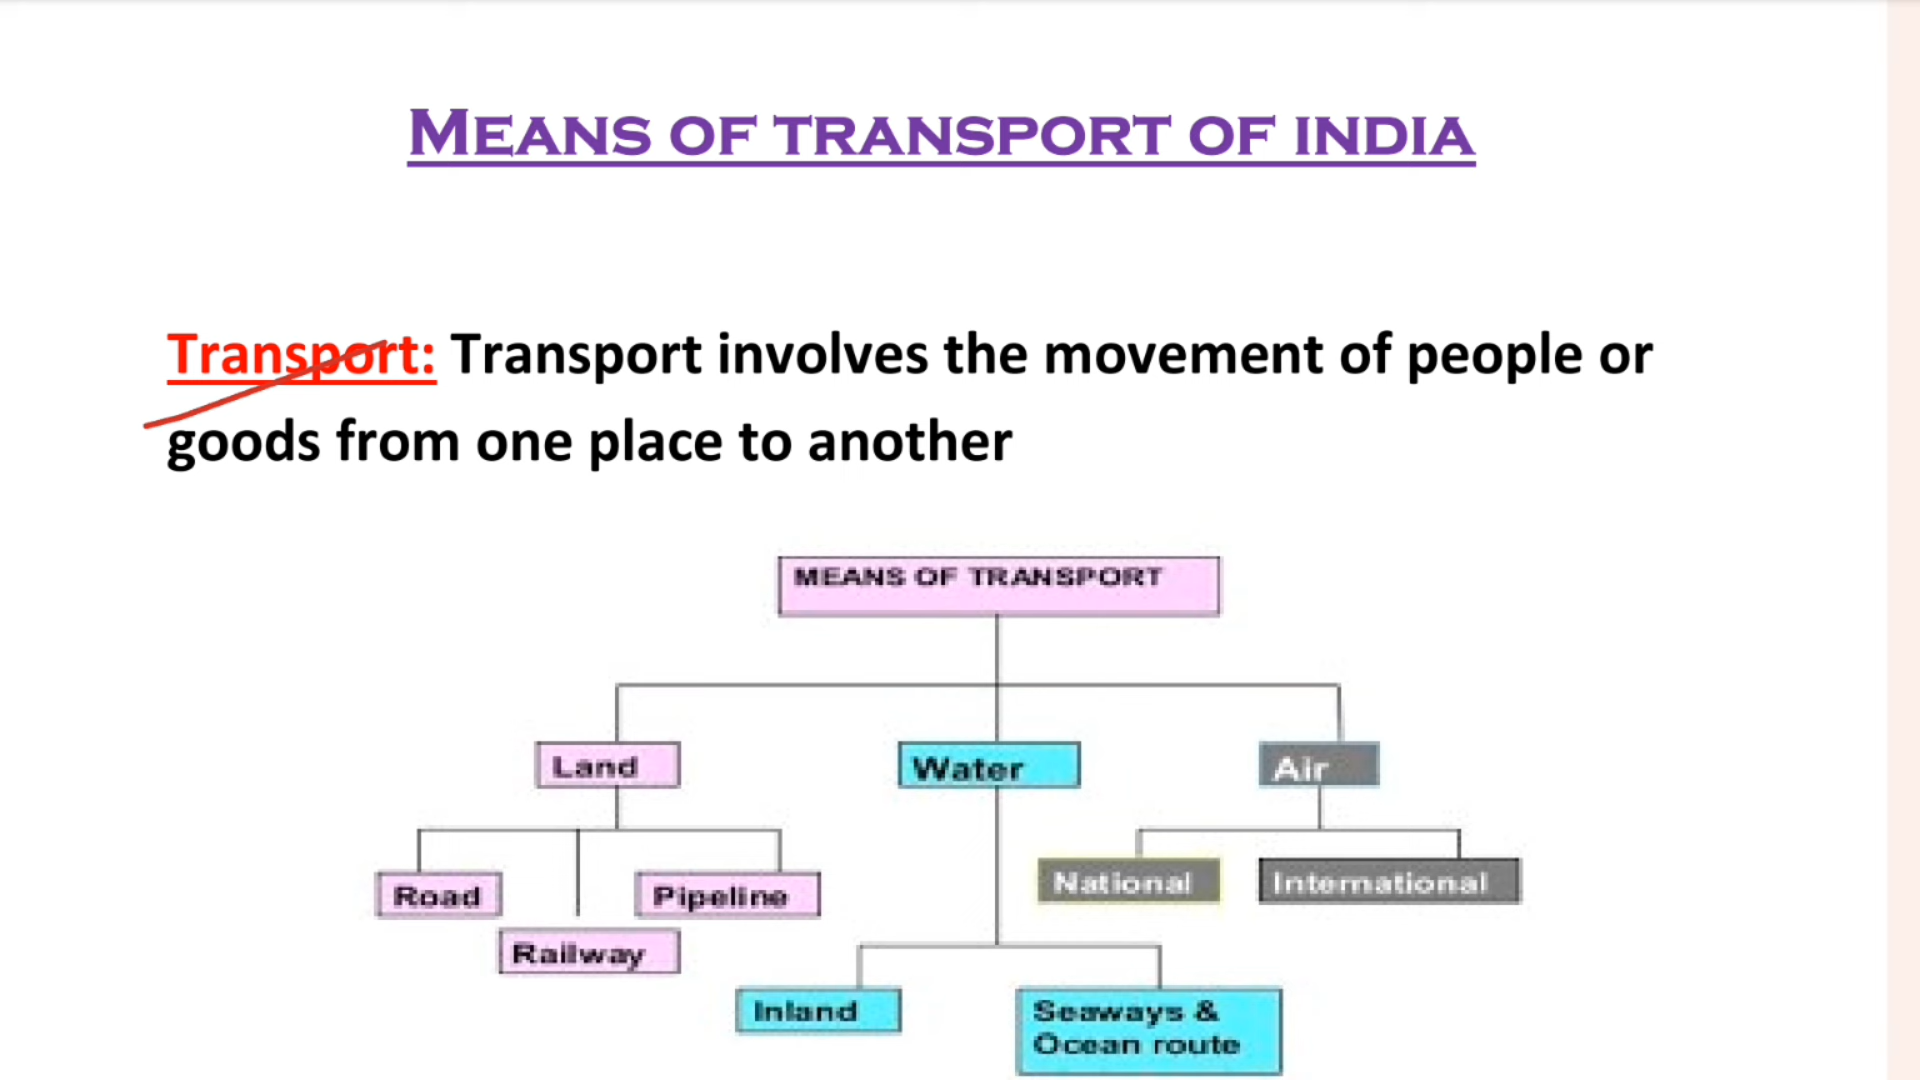 MEANS OF TRANSPORT OF INDIA
Transport: Transport involves the movement of people or
goods from one place to another
MEANS OF TRANSPORT
Land
Water
Air
Road
Railway
Pipeline
Inland
Seaways &
Ocean route
National
International